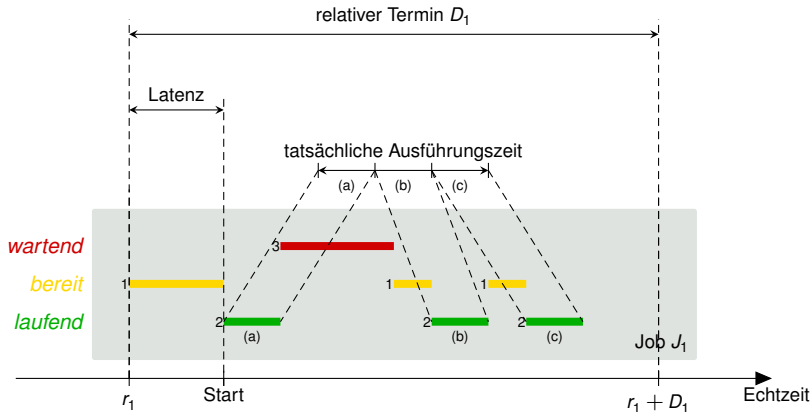 relativer Termin D₁
Latenz
tatsächliche Ausführungszeit
(a) (b) (c)
wartend 3
bereit 1 1 1
laufend 2 2 2
(a) (b) (c)
Job J₁
r₁ Start r₁ + D₁ Echtzeit